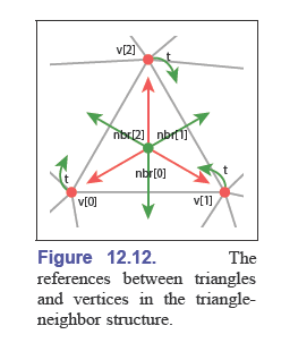 v[2]
t
nbr[2]
nbr[1]
nbr[0]
t
t
v[0]
v[1]
Figure 12.12. The
references between triangles
and vertices in the triangle-
neighbor structure.